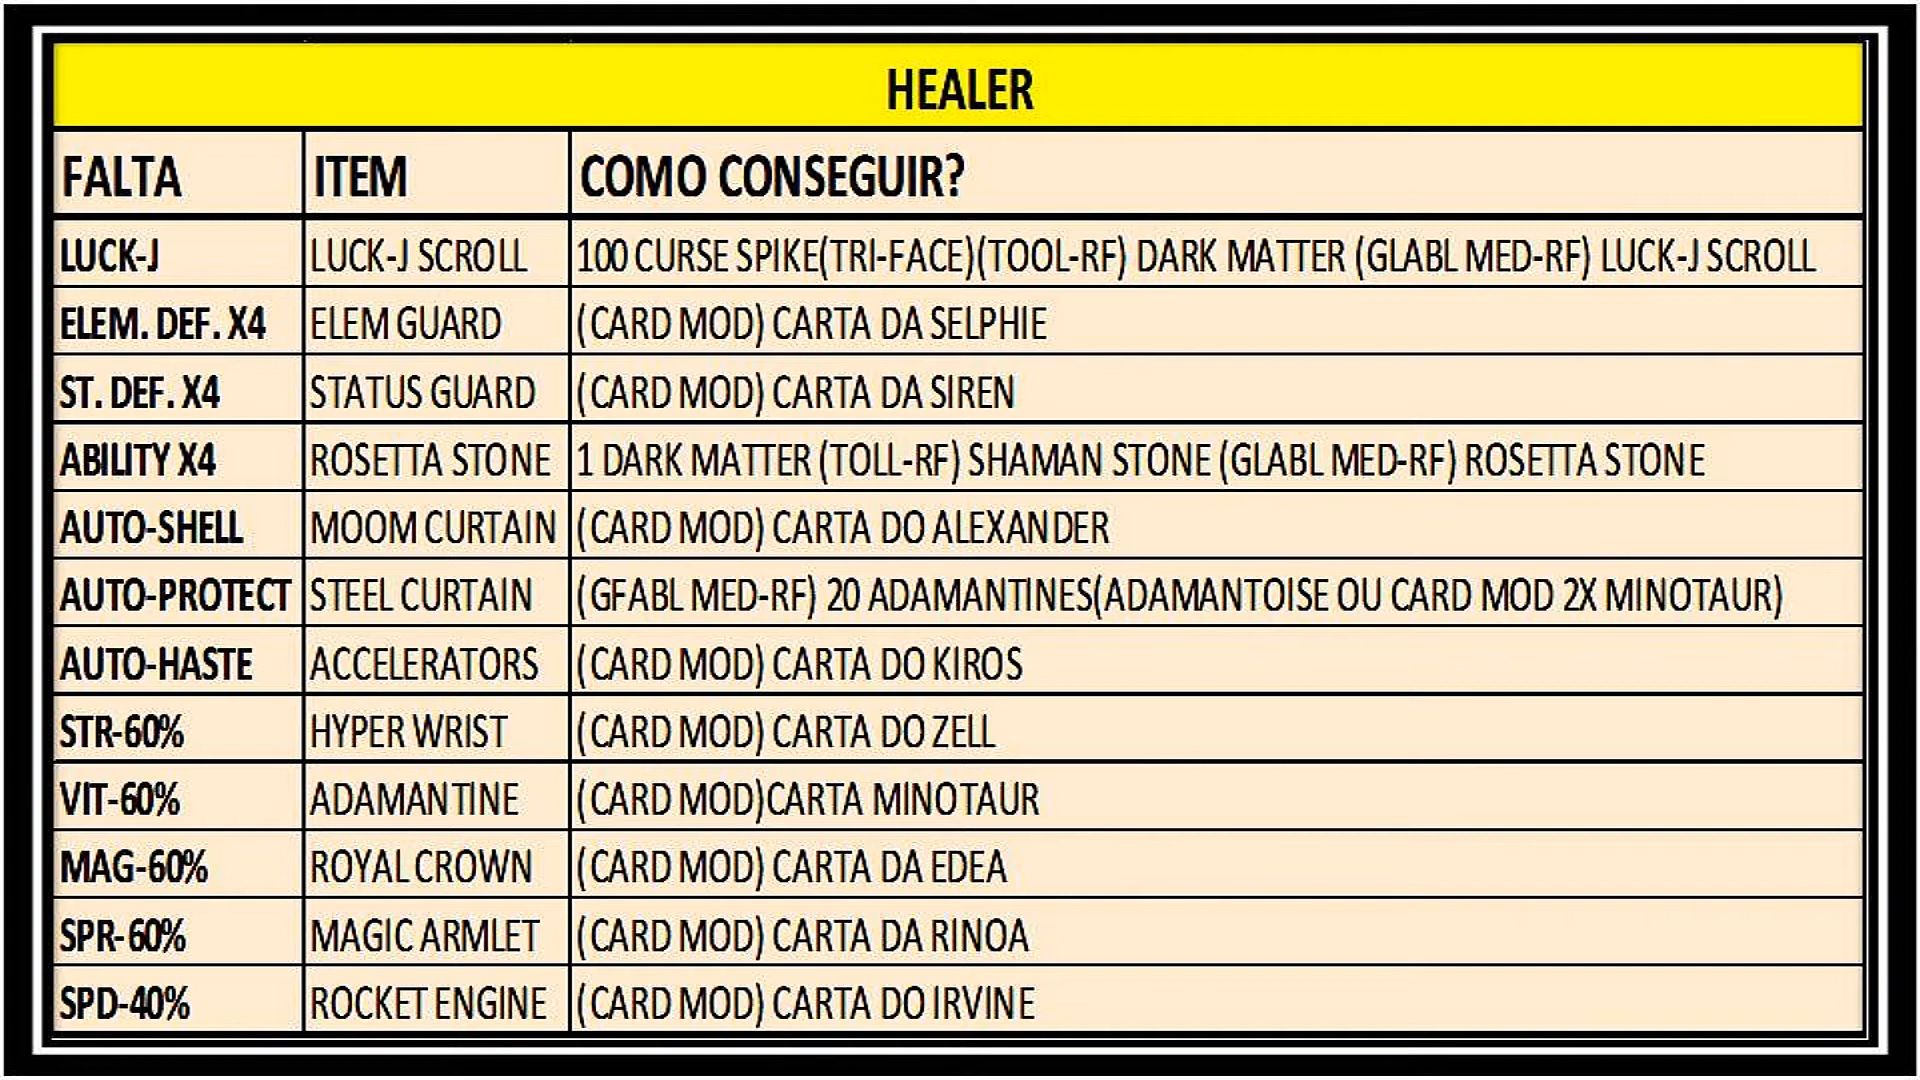 HEALER
FALTA ITEM COMO CONSEGUIR?
LUCK-J LUCK-J SCROLL 100 CURSE SPIKE(TRI-FACE)(TOOL-RF) DARK MATTER (GLABL MED-RF) LUCK-J SCROLL
ELEM. DEF. X4 ELEM GUARD (CARD MOD) CARTA DA SELPHIE
ST. DEF. X4 STATUS GUARD (CARD MOD) CARTA DA SIREN
ABILITY X4 ROSETTA STONE 1 DARK MATTER (TOLL-RF) SHAMAN STONE (GLABL MED-RF) ROSETTA STONE
AUTO-SHELL MOOM CURTAIN (CARD MOD) CARTA DO ALEXANDER
AUTO-PROTECT STEEL CURTAIN (GFABL MED-RF) 20 ADAMANTINES(ADAMANTOISE OU CARD MOD 2X MINOTAUR)
AUTO-HASTE ACCELERATORS (CARD MOD) CARTA DO KIROS
STR-60% HYPER WRIST (CARD MOD) CARTA DO ZELL
VIT-60% ADAMANTINE (CARD MOD)CARTA MINOTAUR
MAG-60% ROYAL CROWN (CARD MOD) CARTA DA EDEA
SPR-60% MAGIC ARMLET (CARD MOD) CARTA DA RINOA
SPD-40% ROCKET ENGINE (CARD MOD) CARTA DO IRVINE